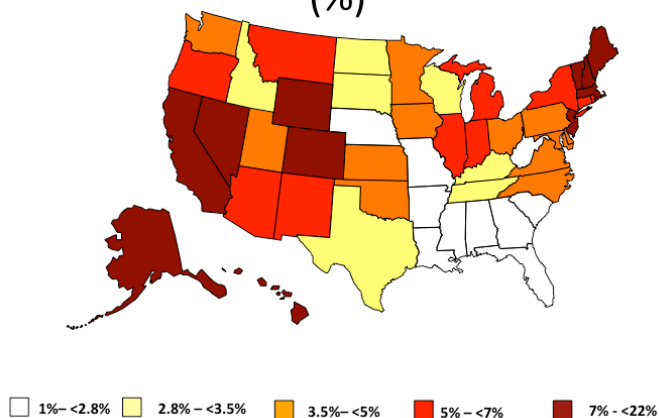 (%)
1%– <2.8% 2.8% – <3.5% 3.5%– <5% 5% – <7% 7% - <22%